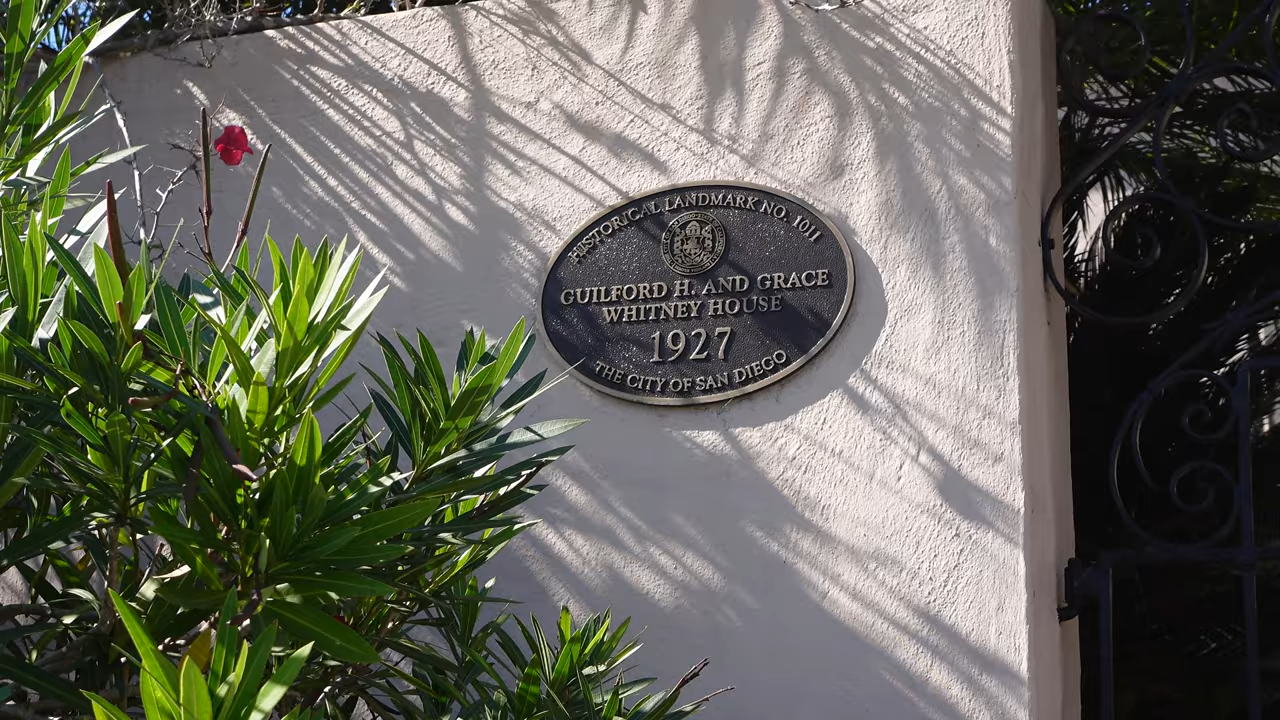 HISTORICAL LANDMARK NO. 1011
GUILFORD H. AND GRACE
WHITNEY HOUSE
1927
THE CITY OF SAN DIEGO